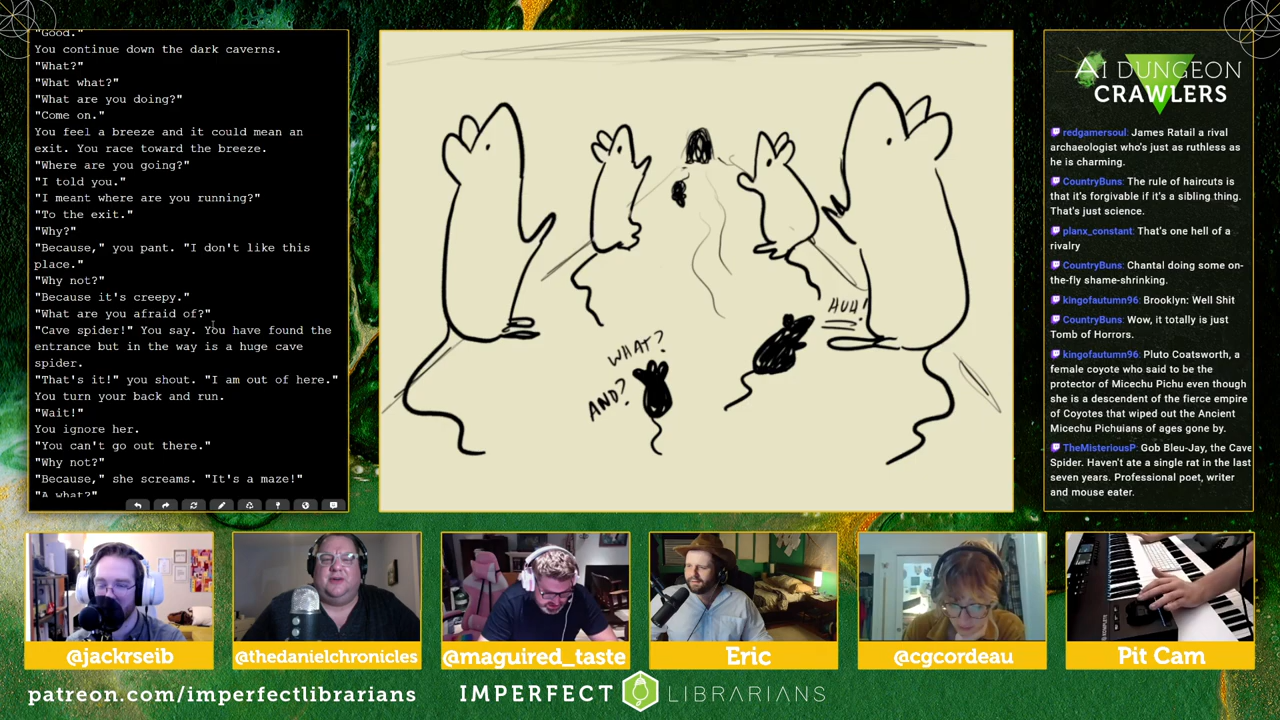 "Good."
You continue down the dark caverns.
"What?"
"What what?"
"What are you doing?"
"Come on."
You feel a breeze and it could mean an
exit. You race toward the breeze.
"Where are you going?"
"I told you."
"I meant where are you running?"
"To the exit."
"Why?"
"Because," you pant. "I don't like this
place."
"Why not?"
"Because it's creepy."
"What are you afraid of?"
"Cave spider!" You say. You have found the
entrance but in the way is a huge cave
spider.
"That's it!" you shout. "I am out of here."
You turn your back and run.
"Wait!"
You ignore her.
"You can't go out there."
"Why not?"
"Because," she screams. "It's a maze!"
"A what?"
WHAT?
AND?
HUH!
AI DUNGEON
CRAWLERS
redgamersoul: James Ratail a rival
archaeologist who's just as ruthless as
he is charming.
CountryBuns: The rule of haircuts is
that it's forgivable if it's a sibling thing.
That's just science.
planx_constant: That's one hell of a
rivalry
CountryBuns: Chantal doing some on-
the-fly shame-shrinking.
kingofautumn96: Brooklyn: Well Shit
CountryBuns: Wow, it totally is just
Tomb of Horrors.
kingofautumn96: Pluto Coatsworth, a
female coyote who said to be the
protector of Micechu Pichu even though
she is a descendent of the fierce empire
of Coyotes that wiped out the Ancient
Micechu Pichuians of ages gone by.
TheMisteriousP: Gob Bleu-Jay, the Cave
Spider. Haven't ate a single rat in the last
seven years. Professional poet, writer
and mouse eater.
@jackrseib
@thedanielchronicles
@maguired_taste
Eric
@cgcordeau
Pit Cam
patreon.com/imperfectlibrarians
IMPERFECT LIBRARIANS